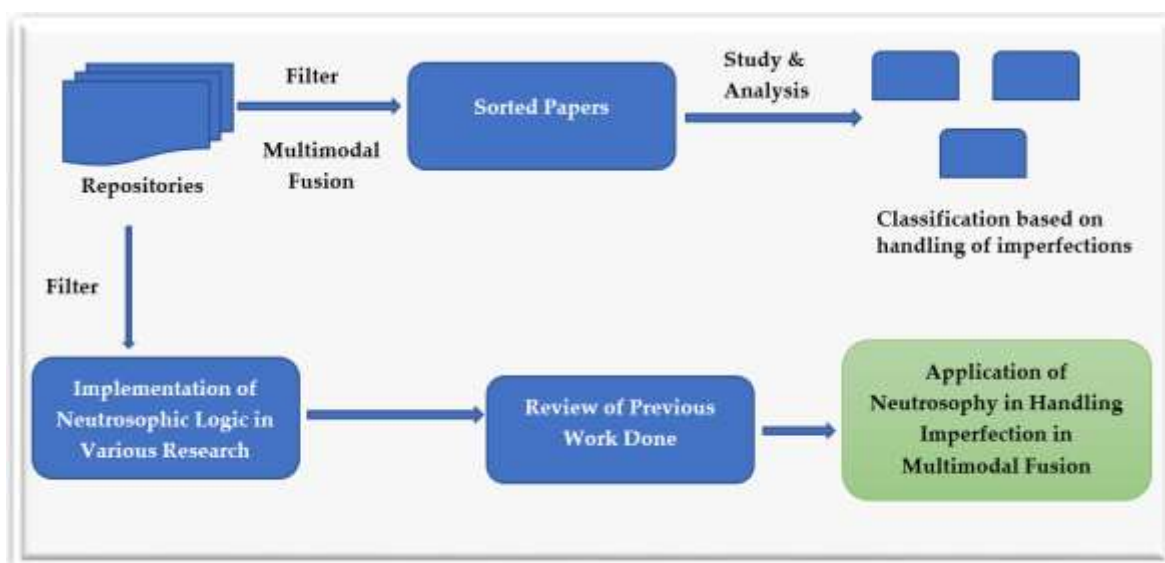 Filter
Multimodal
Fusion
Repositories
Sorted Papers
Study &
Analysis
Classification based on
handling of imperfections
Filter
Implementation of
Neutrosophic Logic in
Various Research
Review of Previous
Work Done
Application of
Neutrosophy in Handling
Imperfection in
Multimodal Fusion